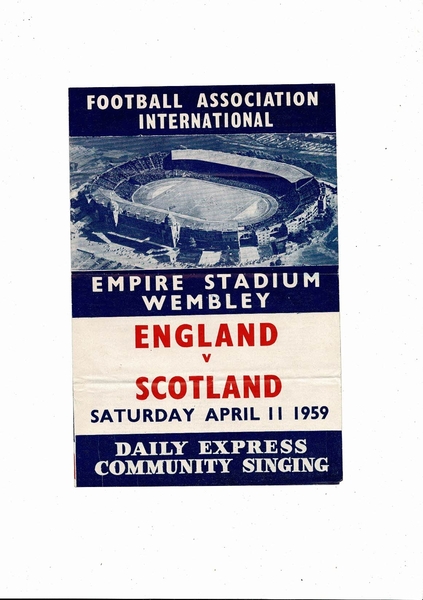 FOOTBALL ASSOCIATION
INTERNATIONAL
EMPIRE STADIUM
WEMBLEY
ENGLAND
v
SCOTLAND
SATURDAY APRIL 11 1959
DAILY EXPRESS
COMMUNITY SINGING